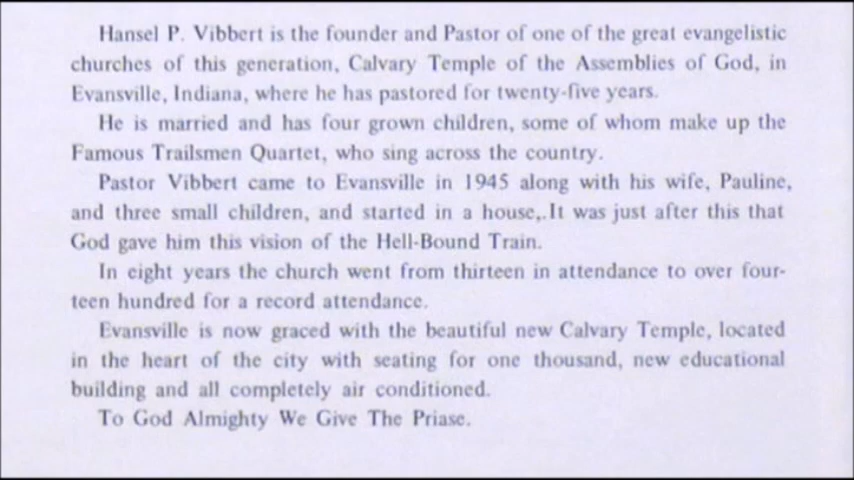 Hansel P. Vibbert is the founder and Pastor of one of the great evangelistic
churches of this generation, Calvary Temple of the Assemblies of God, in
Evansville, Indiana, where he has pastored for twenty-five years.
He is married and has four grown children, some of whom make up the
Famous Trailsmen Quartet, who sing across the country.
Pastor Vibbert came to Evansville in 1945 along with his wife, Pauline,
and three small children, and started in a house,.It was just after this that
God gave him this vision of the Hell-Bound Train.
In eight years the church went from thirteen in attendance to over four-
teen hundred for a record attendance.
Evansville is now graced with the beautiful new Calvary Temple, located
in the heart of the city with seating for one thousand, new educational
building and all completely air conditioned.
To God Almighty We Give The Priase.